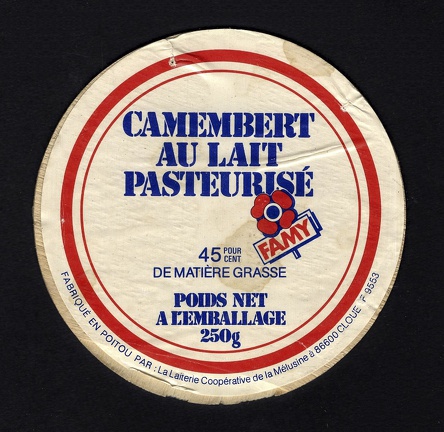 CAMEMBERT
AU LAIT
PASTEURISÉ
FAMY
45 POUR
CENT
DE MATIÈRE GRASSE
POIDS NET
A L'EMBALLAGE
250g
FABRIQUÉ EN POITOU PAR : La Laiterie Coopérative de la Mélusine à 86600 CLOUE F 9553